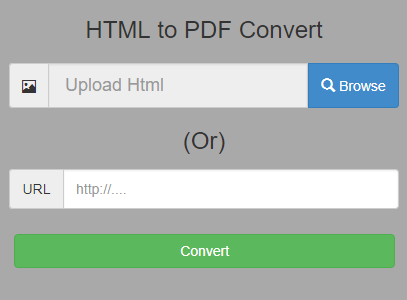 HTML to PDF Convert
Upload Html Browse
(Or)
URL http://....
Convert